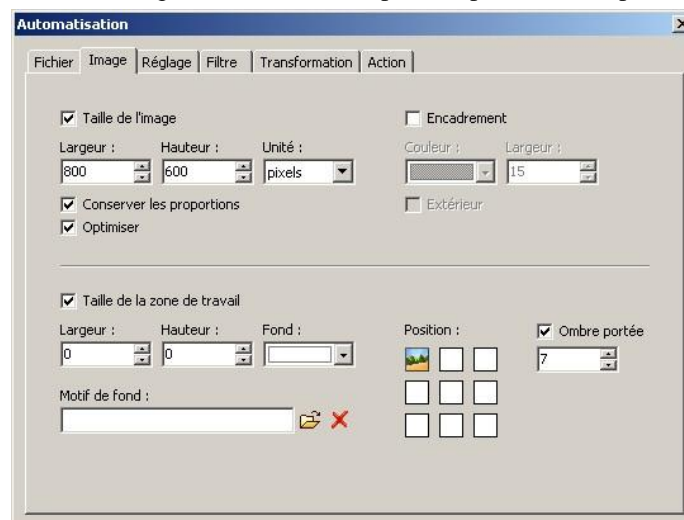 Automatisation
Fichier Image Réglage Filtre Transformation Action
Taille de l'image Encadrement
Largeur : Hauteur : Unité : Couleur : Largeur :
800 600 pixels 15
Conserver les proportions Extérieur
Optimiser
Taille de la zone de travail
Largeur : Hauteur : Fond : Position : Ombre portée
0 0 7
Motif de fond :